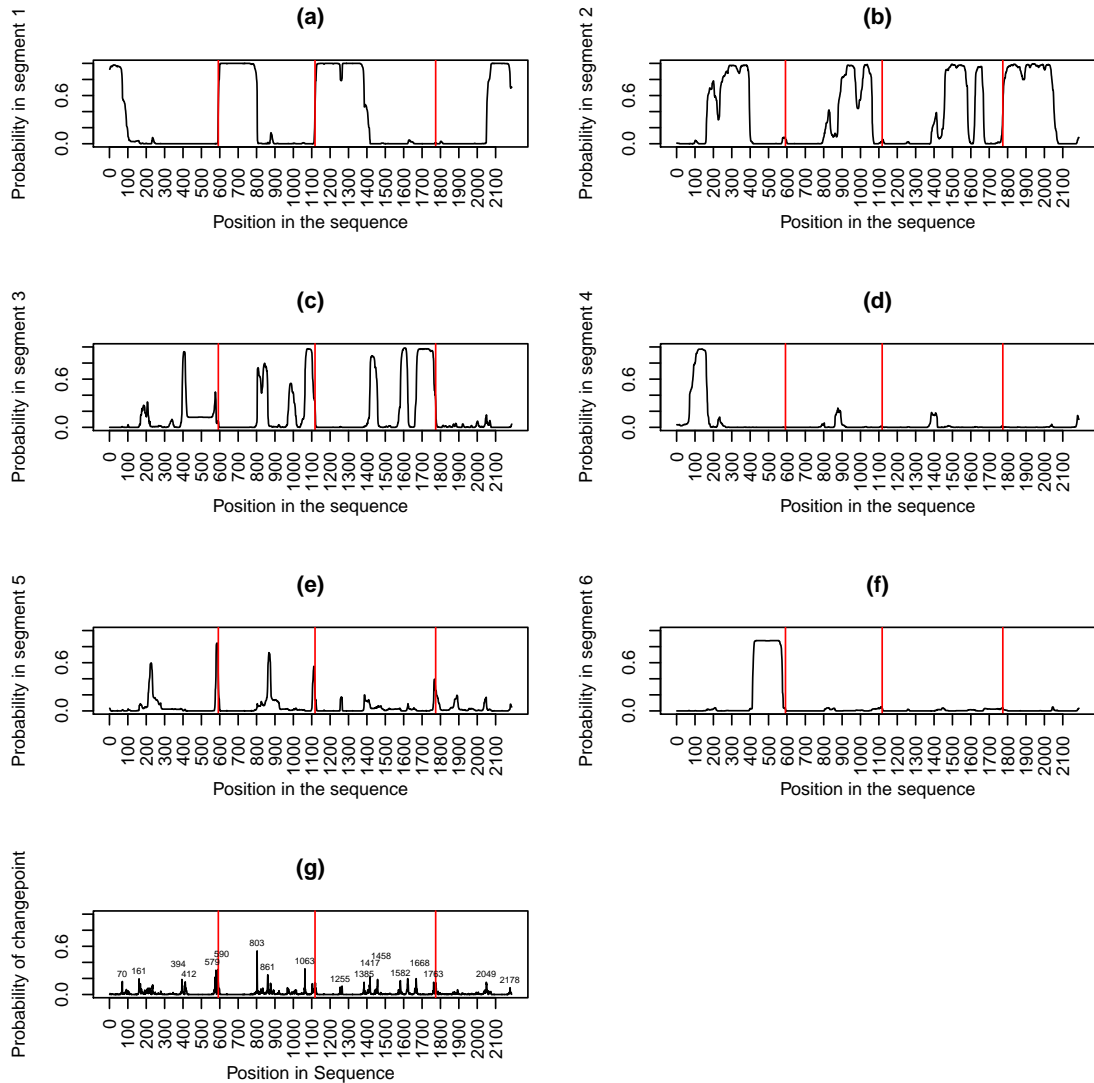 (a)
Probability in segment 1
0.6
0.0
0 100 200 300 400 500 600 700 800 900 1000 1100 1200 1300 1400 1500 1600 1700 1800 1900 2000 2100
Position in the sequence
(b)
Probability in segment 2
0.6
0.0
0 100 200 300 400 500 600 700 800 900 1000 1100 1200 1300 1400 1500 1600 1700 1800 1900 2000 2100
Position in the sequence
(c)
Probability in segment 3
0.6
0.0
0 100 200 300 400 500 600 700 800 900 1000 1100 1200 1300 1400 1500 1600 1700 1800 1900 2000 2100
Position in the sequence
(d)
Probability in segment 4
0.6
0.0
0 100 200 300 400 500 600 700 800 900 1000 1100 1200 1300 1400 1500 1600 1700 1800 1900 2000 2100
Position in the sequence
(e)
Probability in segment 5
0.6
0.0
0 100 200 300 400 500 600 700 800 900 1000 1100 1200 1300 1400 1500 1600 1700 1800 1900 2000 2100
Position in the sequence
(f)
Probability in segment 6
0.6
0.0
0 100 200 300 400 500 600 700 800 900 1000 1100 1200 1300 1400 1500 1600 1700 1800 1900 2000 2100
Position in the sequence
(g)
Probability of changepoint
0.6
0.0
70 161 394 412 579 590 803 861 1063 1255 1385 1417 1458 1582 1668 1763 2049 2178
0 100 200 300 400 500 600 700 800 900 1000 1100 1200 1300 1400 1500 1600 1700 1800 1900 2000 2100
Position in Sequence